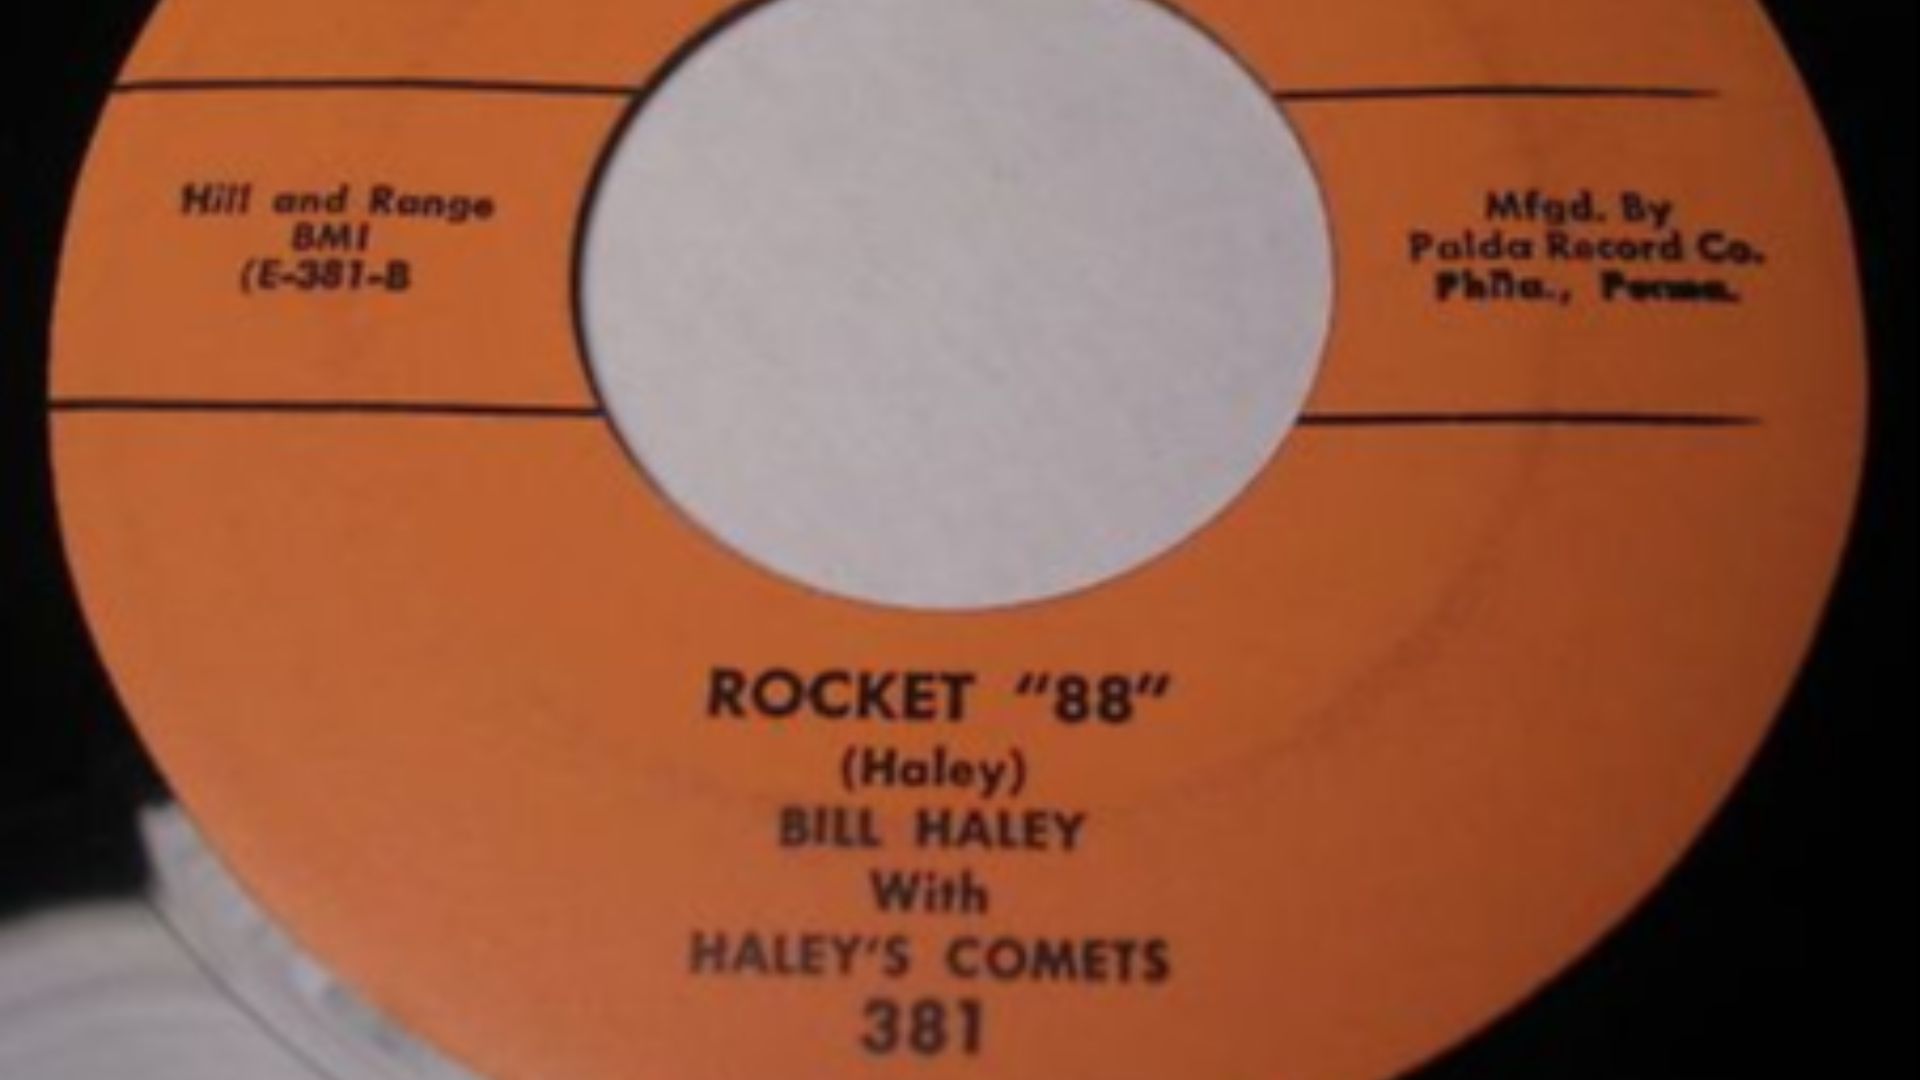 Hill and Range
BMI
(E-381-B
Mfgd. By
Palda Record Co.
Phila., Penna.
ROCKET "88"
(Haley)
BILL HALEY
With
HALEY'S COMETS
381